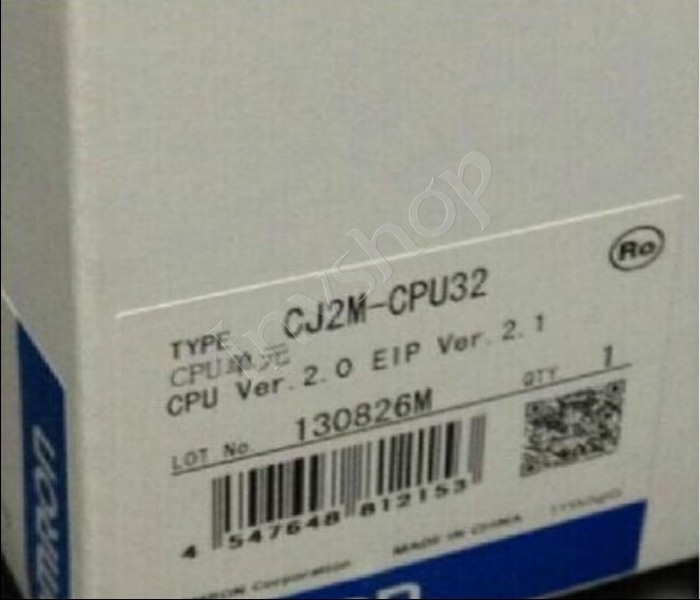 Invshop
Ro
TYPE CJ2M-CPU32
CPU单元
CPU Ver.2.0 EIP Ver.2.1
LOT No. 130826M QTY 1
4 547648 812153
Corporation MADE IN CHINA